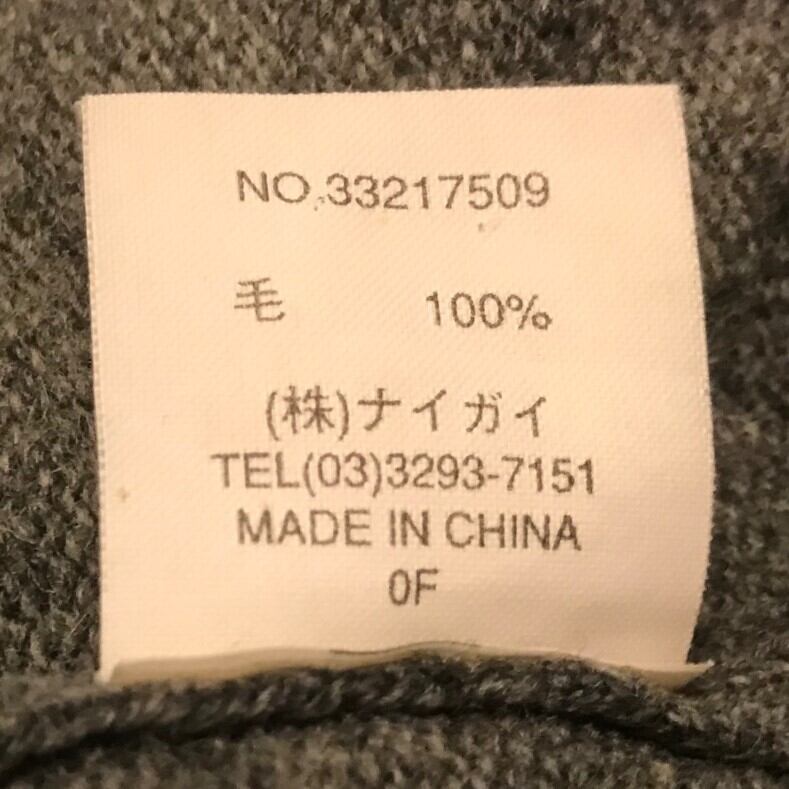 NO.33217509
毛 100%
(株)ナイガイ
TEL(03)3293-7151
MADE IN CHINA
0F